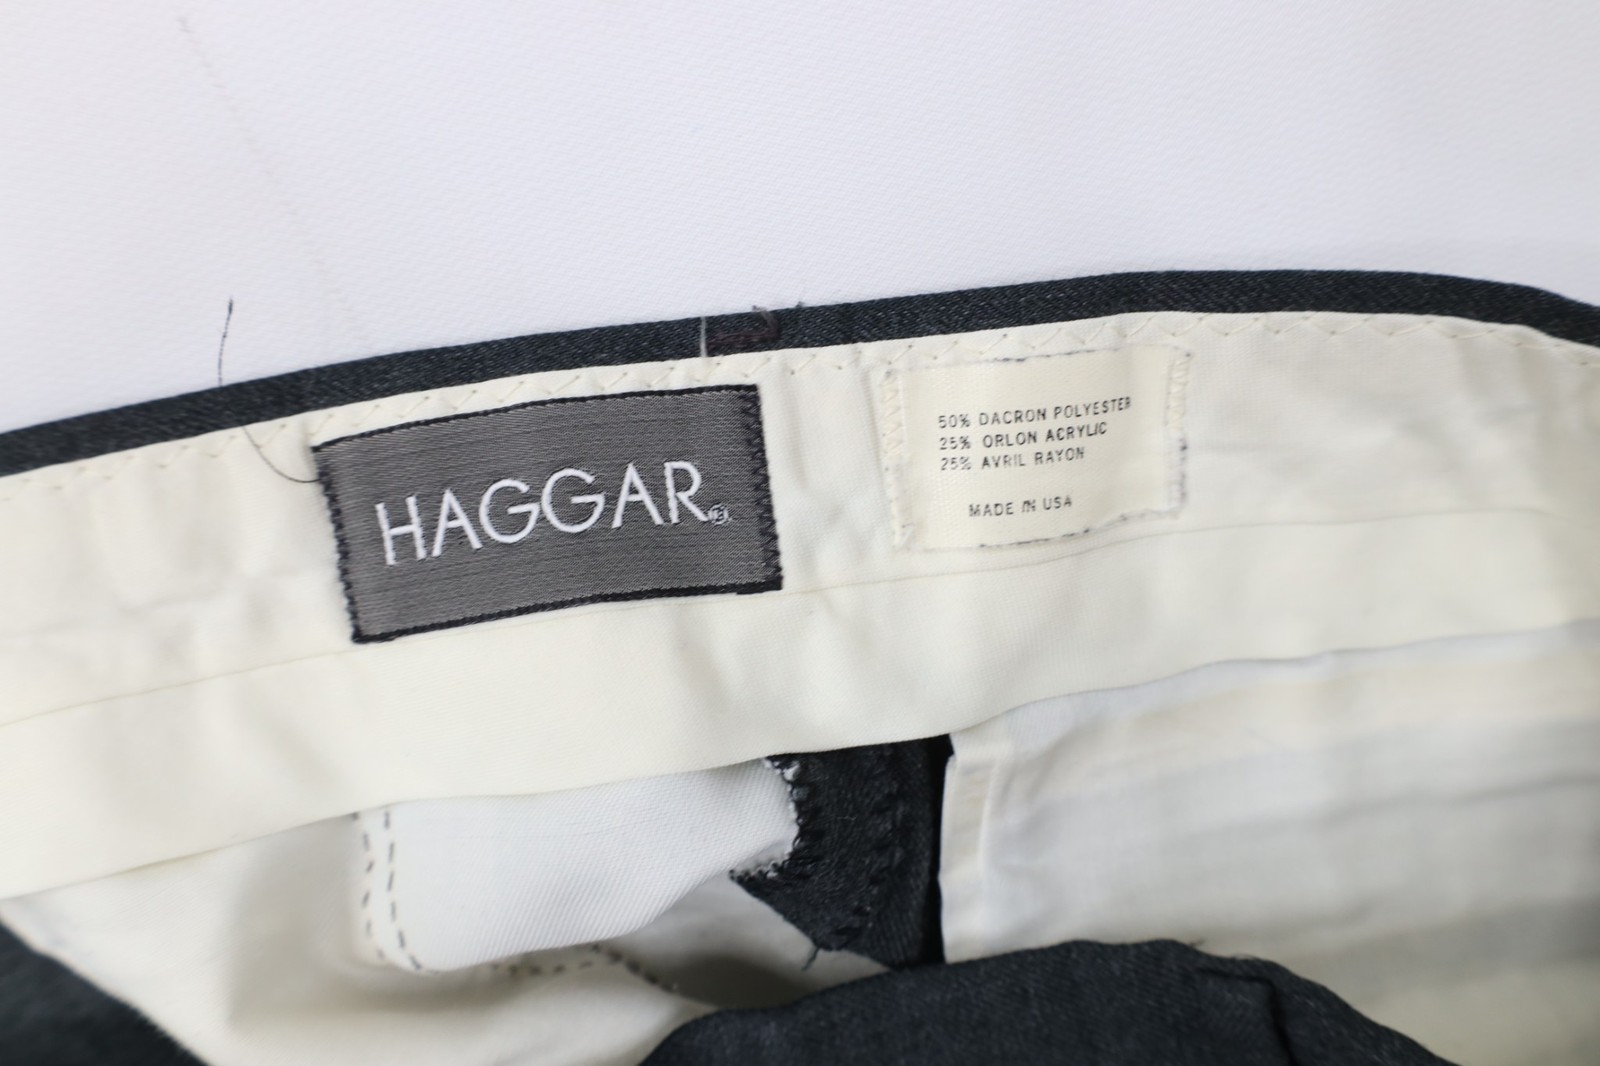 HAGGAR®
50% DACRON POLYESTER
25% ORLON ACRYLIC
25% AVRIL RAYON
MADE IN USA